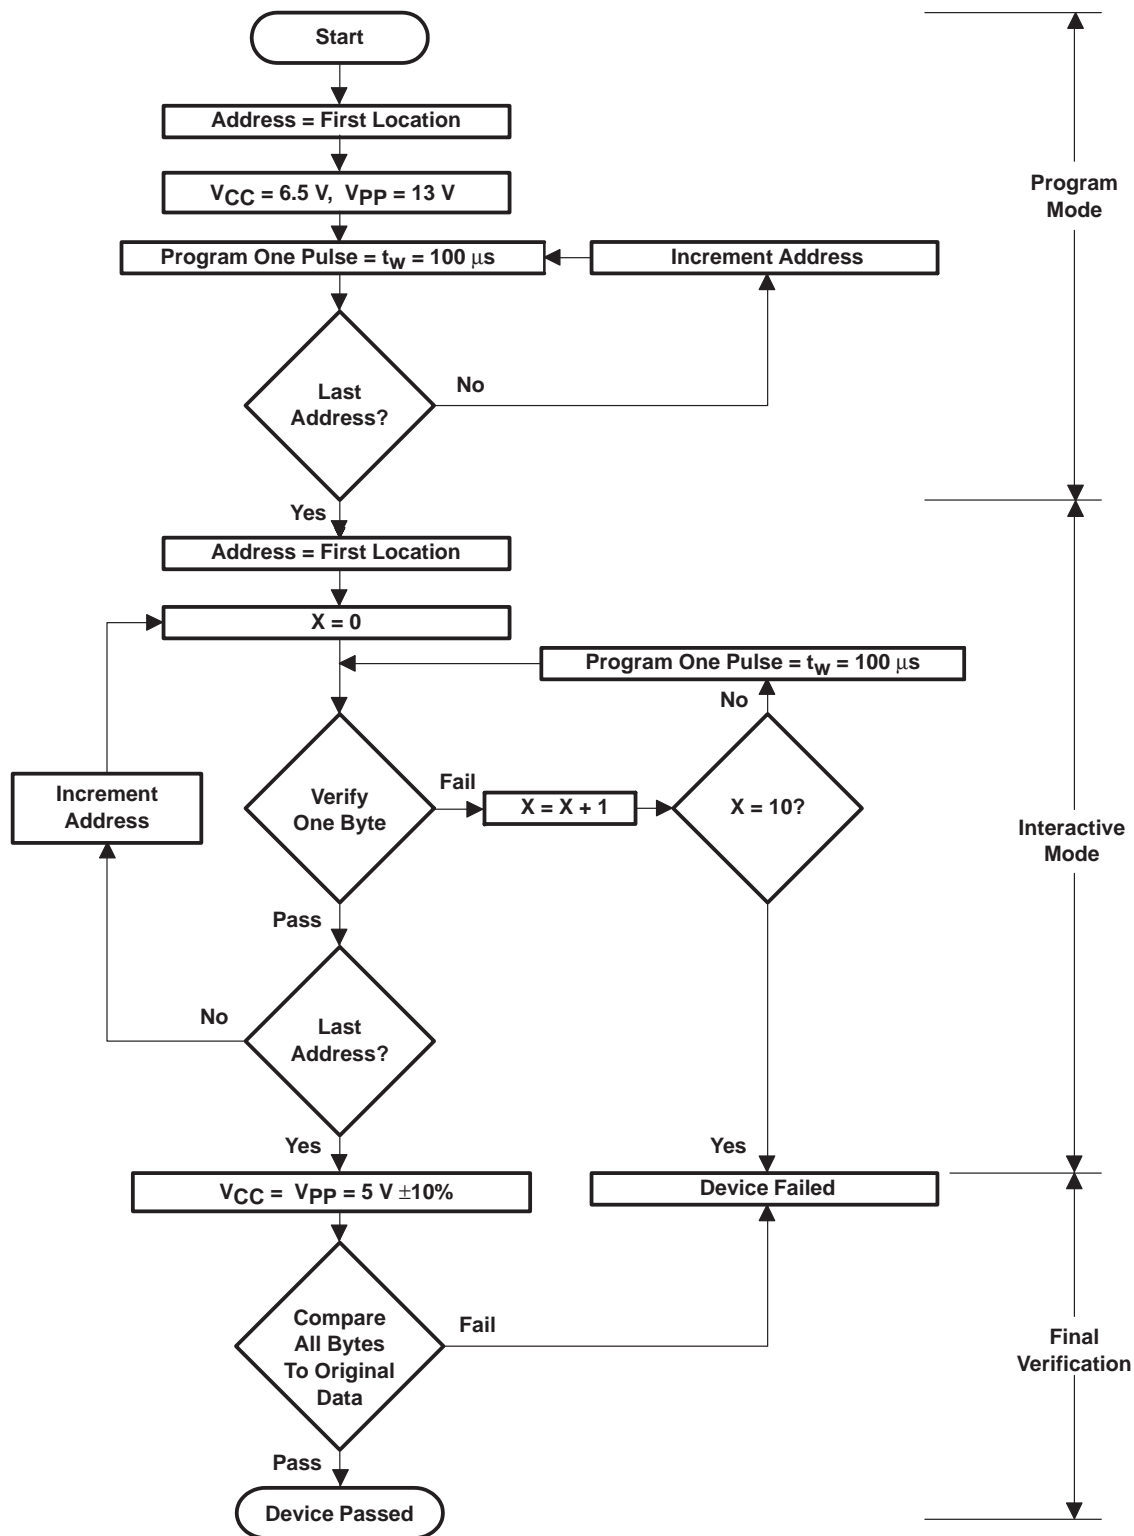 Start
Address = First Location
VCC = 6.5 V, VPP = 13 V
Program
Mode
Program One Pulse = tw = 100 μs
Increment Address
Last
Address?
No
Yes
Address = First Location
X = 0
Program One Pulse = tw = 100 μs
No
Increment
Address
Verify
One Byte
Fail
X = X + 1
X = 10?
Interactive
Mode
Pass
No
Last
Address?
Yes
Yes
VCC = VPP = 5 V ±10%
Device Failed
Compare
All Bytes
To Original
Data
Fail
Final
Verification
Pass
Device Passed